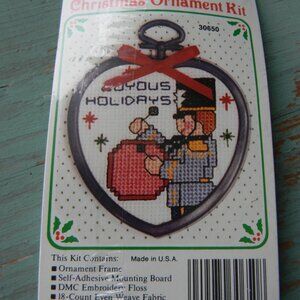 Christmas Ornament Kit
30650
JOYOUS
HOLIDAYS
This Kit Contains:
Made in U.S.A.
• Ornament Frame
• Self-Adhesive Mounting Board
• DMC Embroidery Floss
• 18-Count Even Weave Fabric